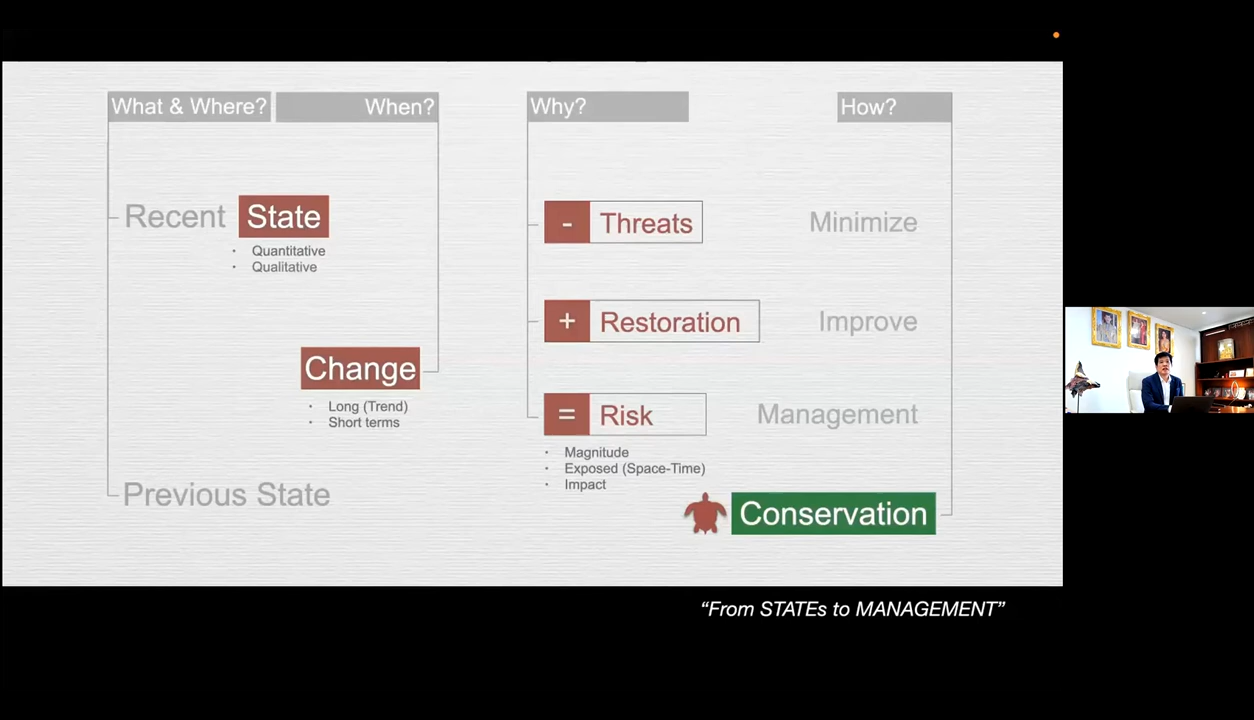 What & Where?
When?
Why?
How?
Recent State
· Quantitative
· Qualitative
Change
· Long (Trend)
· Short terms
Previous State
- Threats
Minimize
+ Restoration
Improve
= Risk
Management
· Magnitude
· Exposed (Space-Time)
· Impact
Conservation
“From STATEs to MANAGEMENT”